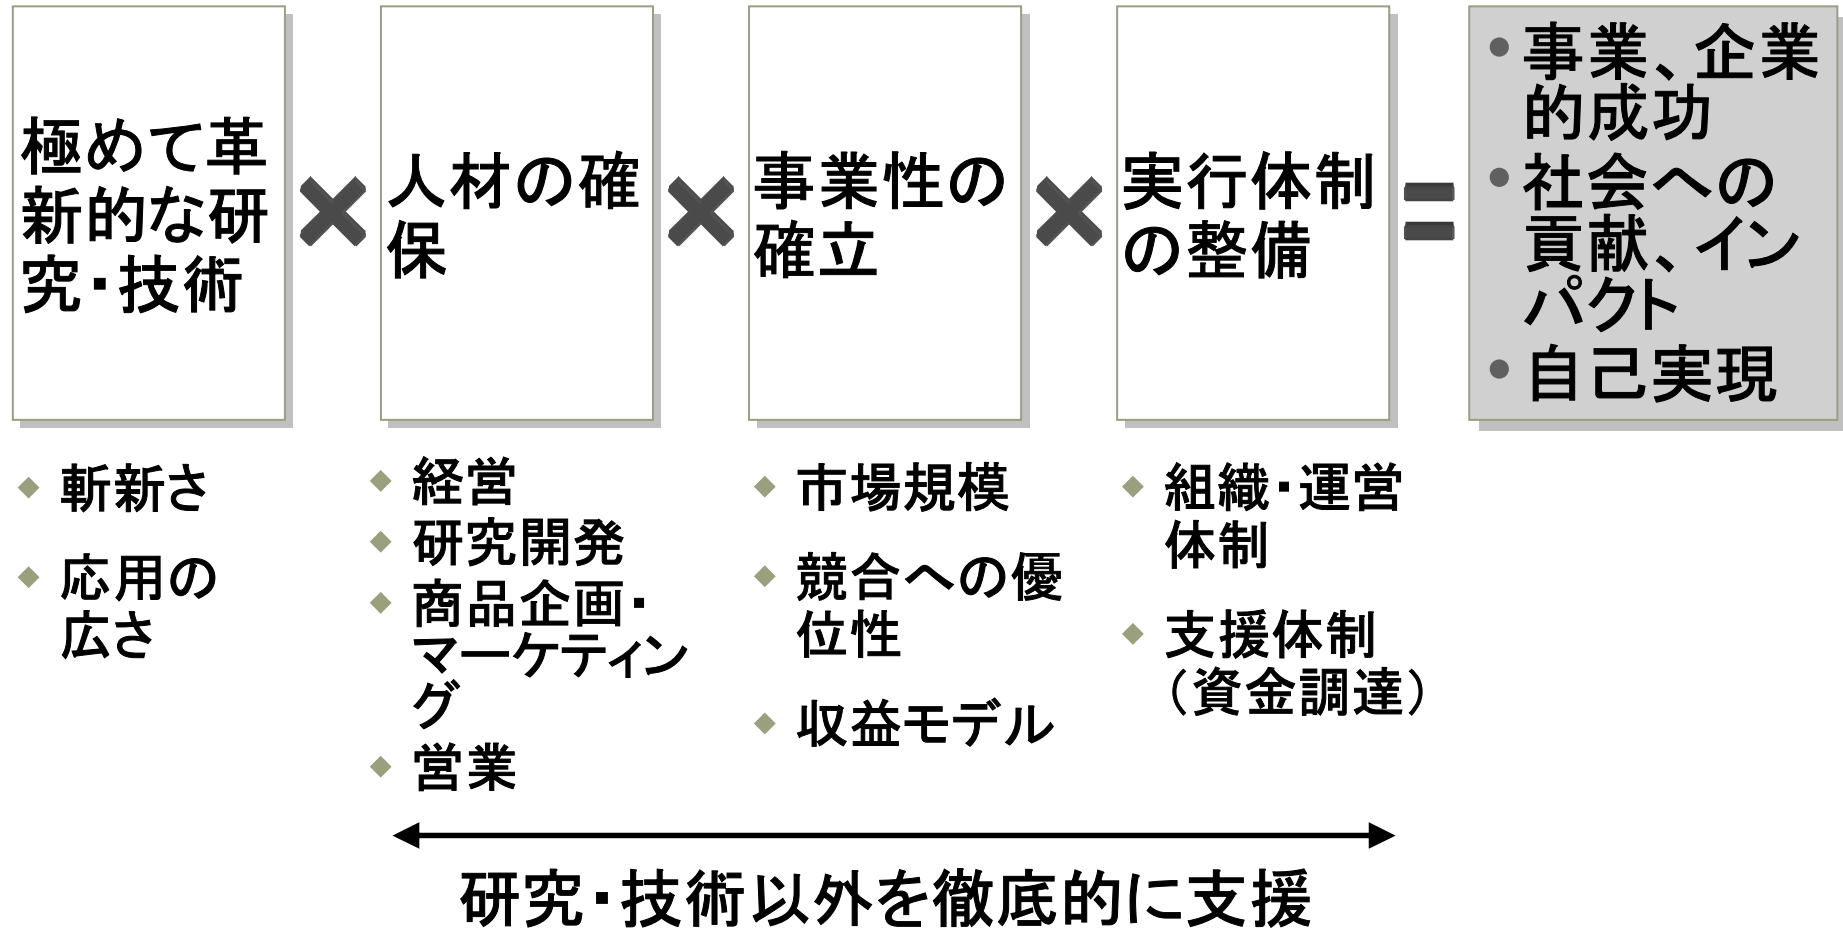 極めて革
新的な研
究・技術
×
人材の確
保
×
事業性の
確立
×
実行体制
の整備
=
• 事業、企業
的成功
• 社会への
貢献、イン
パクト
• 自己実現
◆ 斬新さ
◆ 応用の
広さ
◆ 経営
◆ 研究開発
◆ 商品企画・
マーケティン
グ
◆ 営業
◆ 市場規模
◆ 競合への優
位性
◆ 収益モデル
◆ 組織・運営
体制
◆ 支援体制
（資金調達）
研究・技術以外を徹底的に支援